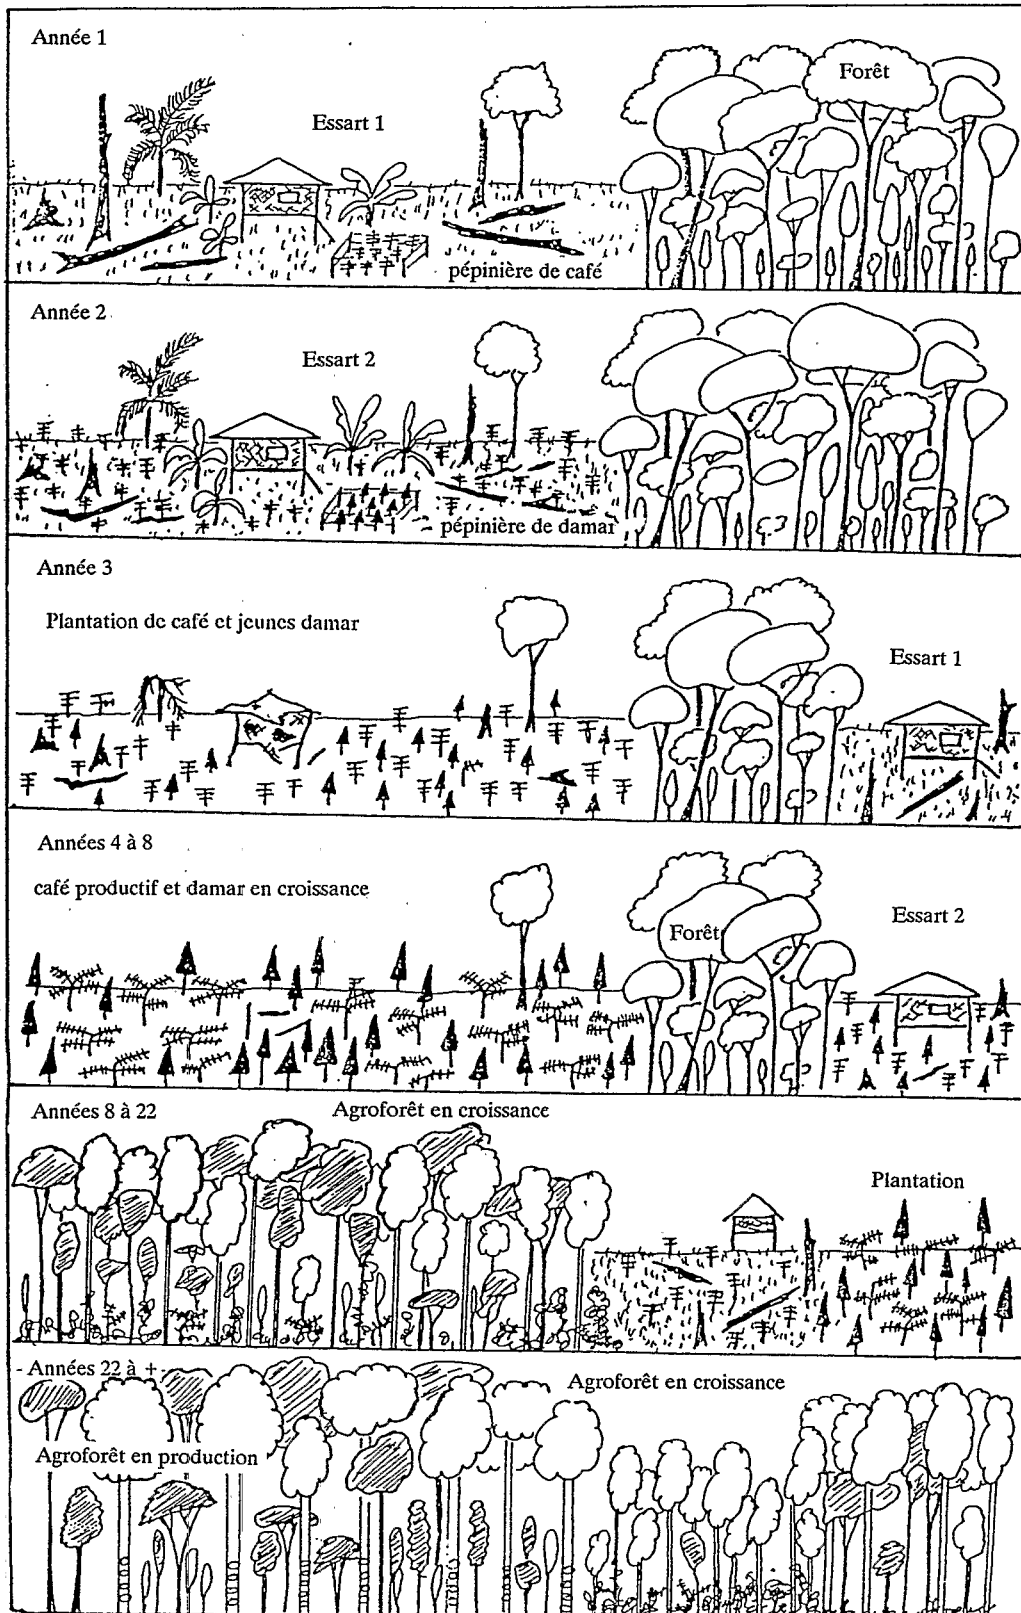 Année 1
Forêt
Essart 1
pépinière de café
Année 2
Essart 2
pépinière de damar
Année 3
Plantation de café et jeunes damar
Essart 1
Années 4 à 8
café productif et damar en croissance
Forêt
Essart 2
Années 8 à 22
Agroforêt en croissance
Plantation
- Années 22 à + -
Agroforêt en croissance
Agroforêt en production